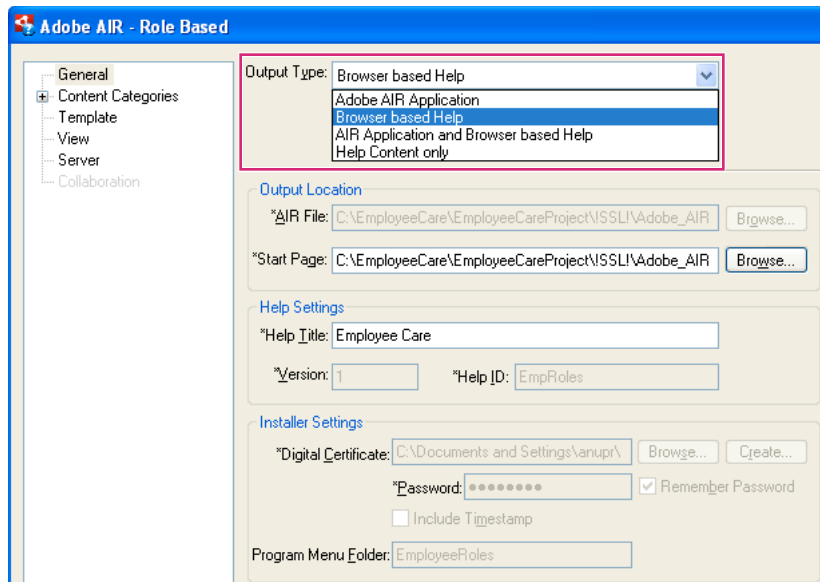 Adobe AIR - Role Based
General
Content Categories
Template
View
Server
Collaboration
Output Type: Browser based Help
Adobe AIR Application
Browser based Help
AIR Application and Browser based Help
Help Content only
Output Location
*AIR File: C:\EmployeeCare\EmployeeCareProject\!SSL!\Adobe_AIR Browse...
*Start Page: C:\EmployeeCare\EmployeeCareProject\!SSL!\Adobe_AIR Browse...
Help Settings
*Help Title: Employee Care
*Version: 1 *Help ID: EmpRoles
Installer Settings
*Digital Certificate: C:\Documents and Settings\anupr\ Browse... Create...
*Password: ●●●●●●●● Remember Password
Include Timestamp
Program Menu Folder: EmployeeRoles